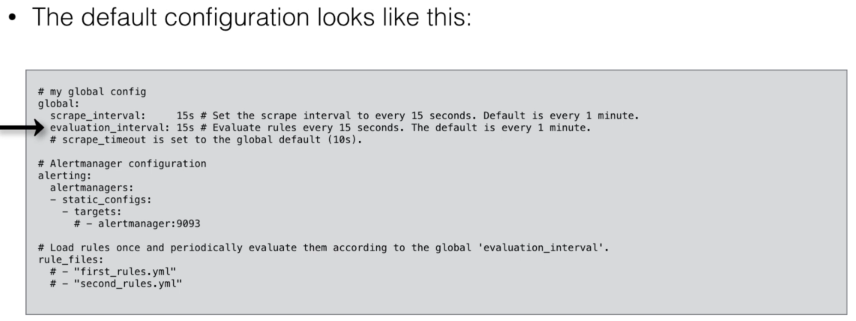 • The default configuration looks like this:
# my global config
global:
  scrape_interval:     15s # Set the scrape interval to every 15 seconds. Default is every 1 minute.
  evaluation_interval: 15s # Evaluate rules every 15 seconds. The default is every 1 minute.
  # scrape_timeout is set to the global default (10s).
# Alertmanager configuration
alerting:
  alertmanagers:
  - static_configs:
    - targets:
      # - alertmanager:9093
# Load rules once and periodically evaluate them according to the global 'evaluation_interval'.
rule_files:
  # - "first_rules.yml"
  # - "second_rules.yml"